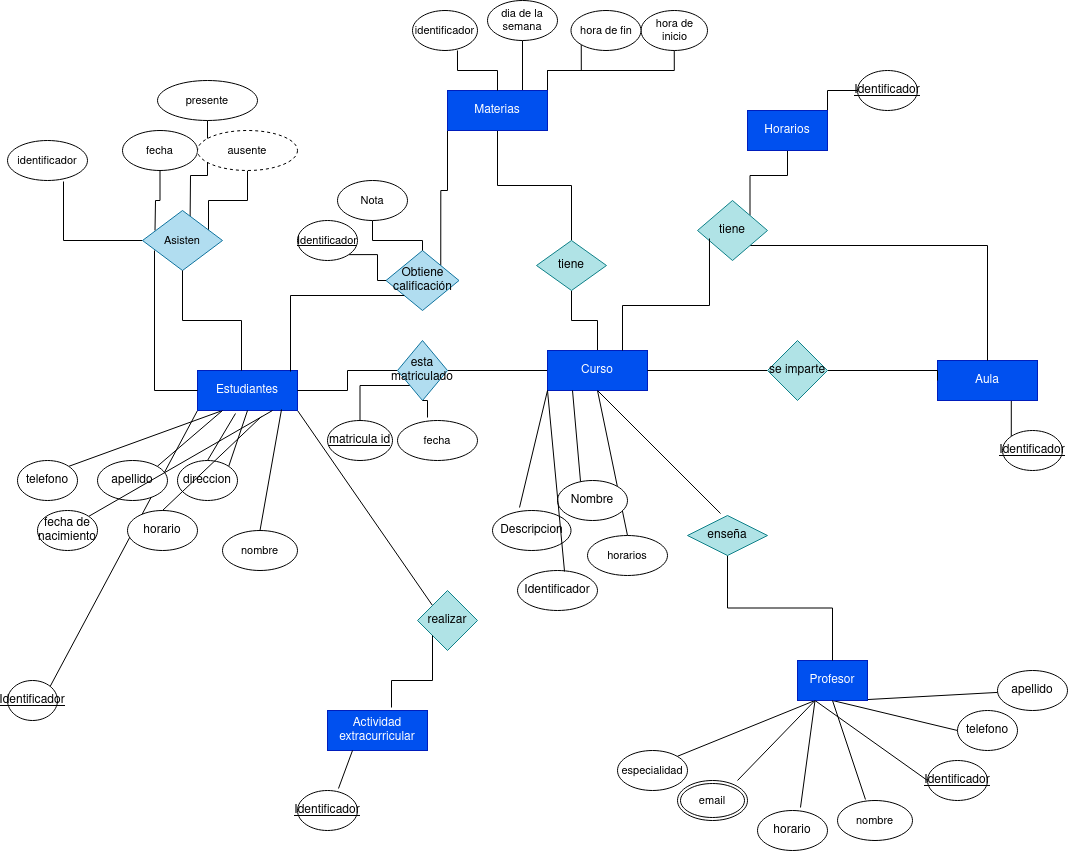 identificador
dia de la
semana
hora de fin
hora de
inicio
Materias
Identificador
Horarios
presente
fecha
ausente
identificador
Asisten
Nota
Identificador
Obtiene
calificación
tiene
tiene
Estudiantes
esta
matriculado
Curso
se imparte
Aula
matricula id
fecha
Identificador
telefono
apellido
direccion
fecha de
nacimiento
horario
nombre
Nombre
Descripcion
horarios
Identificador
enseña
realizar
Identificador
Actividad
extracurricular
Identificador
Profesor
apellido
telefono
Identificador
especialidad
email
horario
nombre